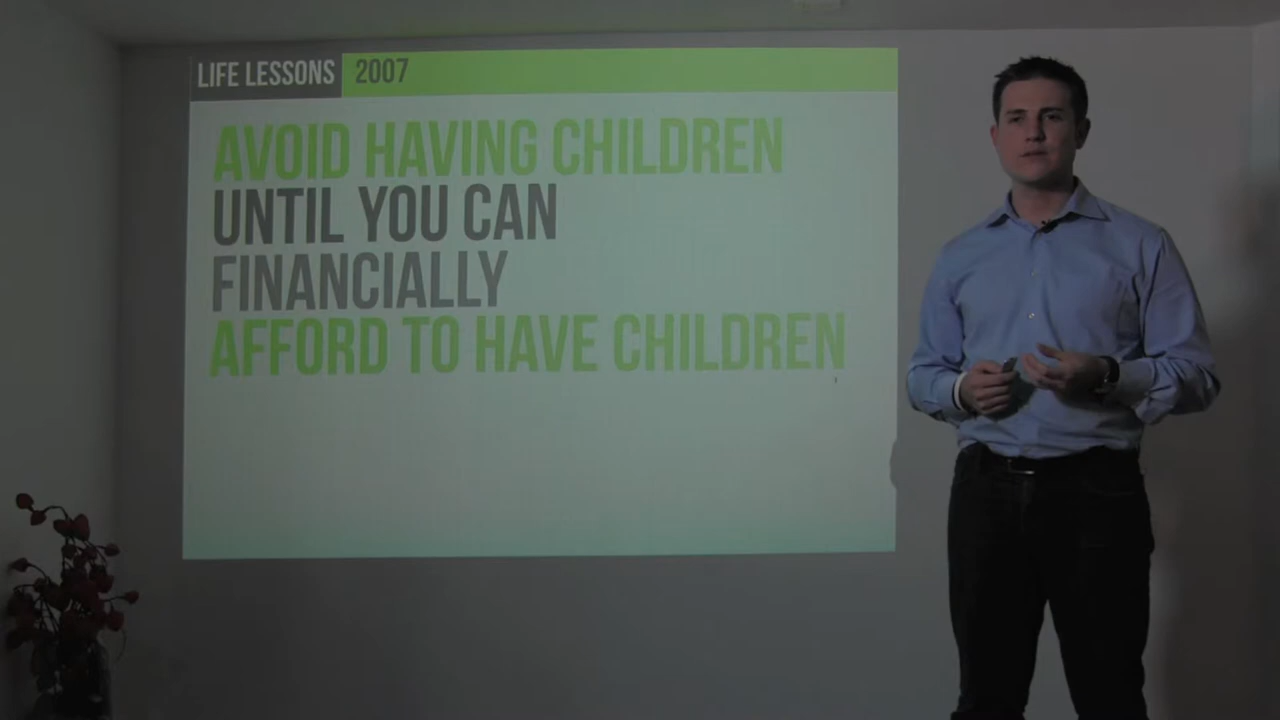 LIFE LESSONS 2007
AVOID HAVING CHILDREN
UNTIL YOU CAN
FINANCIALLY
AFFORD TO HAVE CHILDREN